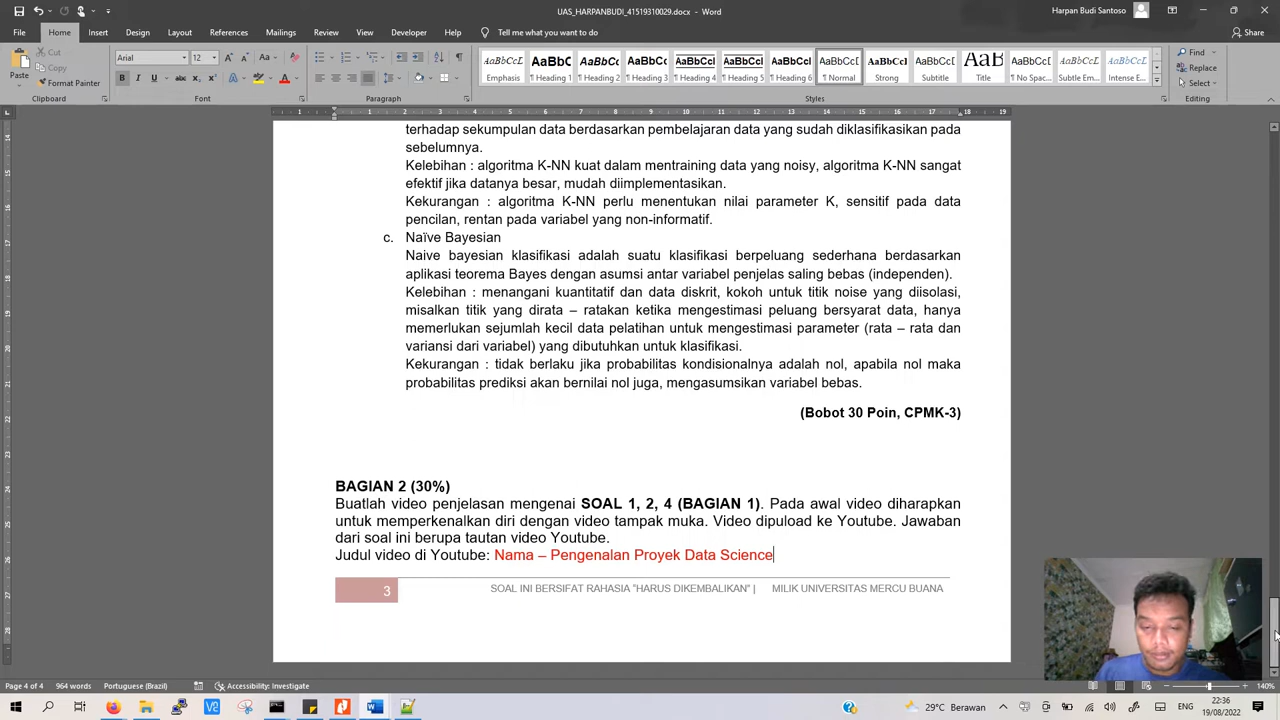 UAS_HARPANBUDI_41519310029.docx - Word
Harpan Budi Santoso
File Home Insert Design Layout References Mailings Review View Developer Help Tell me what you want to do
Share
Paste
Cut
Copy
Format Painter
Clipboard
Arial
12
Font
Paragraph
Emphasis
¶ Heading 1
¶ Heading 2
¶ Heading 3
¶ Heading 4
¶ Heading 5
¶ Heading 6
¶ Normal
Strong
Subtitle
Title
¶ No Spac...
Subtle Em...
Intense E...
Styles
Find
Replace
Select
Editing
terhadap sekumpulan data berdasarkan pembelajaran data yang sudah diklasifikasikan pada
sebelumnya.
Kelebihan : algoritma K-NN kuat dalam mentraining data yang noisy, algoritma K-NN sangat
efektif jika datanya besar, mudah diimplementasikan.
Kekurangan : algoritma K-NN perlu menentukan nilai parameter K, sensitif pada data
pencilan, rentan pada variabel yang non-informatif.
c. Naïve Bayesian
Naive bayesian klasifikasi adalah suatu klasifikasi berpeluang sederhana berdasarkan
aplikasi teorema Bayes dengan asumsi antar variabel penjelas saling bebas (independen).
Kelebihan : menangani kuantitatif dan data diskrit, kokoh untuk titik noise yang diisolasi,
misalkan titik yang dirata – ratakan ketika mengestimasi peluang bersyarat data, hanya
memerlukan sejumlah kecil data pelatihan untuk mengestimasi parameter (rata – rata dan
variansi dari variabel) yang dibutuhkan untuk klasifikasi.
Kekurangan : tidak berlaku jika probabilitas kondisionalnya adalah nol, apabila nol maka
probabilitas prediksi akan bernilai nol juga, mengasumsikan variabel bebas.
(Bobot 30 Poin, CPMK-3)
BAGIAN 2 (30%)
Buatlah video penjelasan mengenai SOAL 1, 2, 4 (BAGIAN 1). Pada awal video diharapkan
untuk memperkenalkan diri dengan video tampak muka. Video dipuload ke Youtube. Jawaban
dari soal ini berupa tautan video Youtube.
Judul video di Youtube: Nama – Pengenalan Proyek Data Science
3
SOAL INI BERSIFAT RAHASIA "HARUS DIKEMBALIKAN" | MILIK UNIVERSITAS MERCU BUANA
Page 4 of 4 964 words Portuguese (Brazil) Accessibility: Investigate
140%
29°C Berawan
22:36
19/08/2022